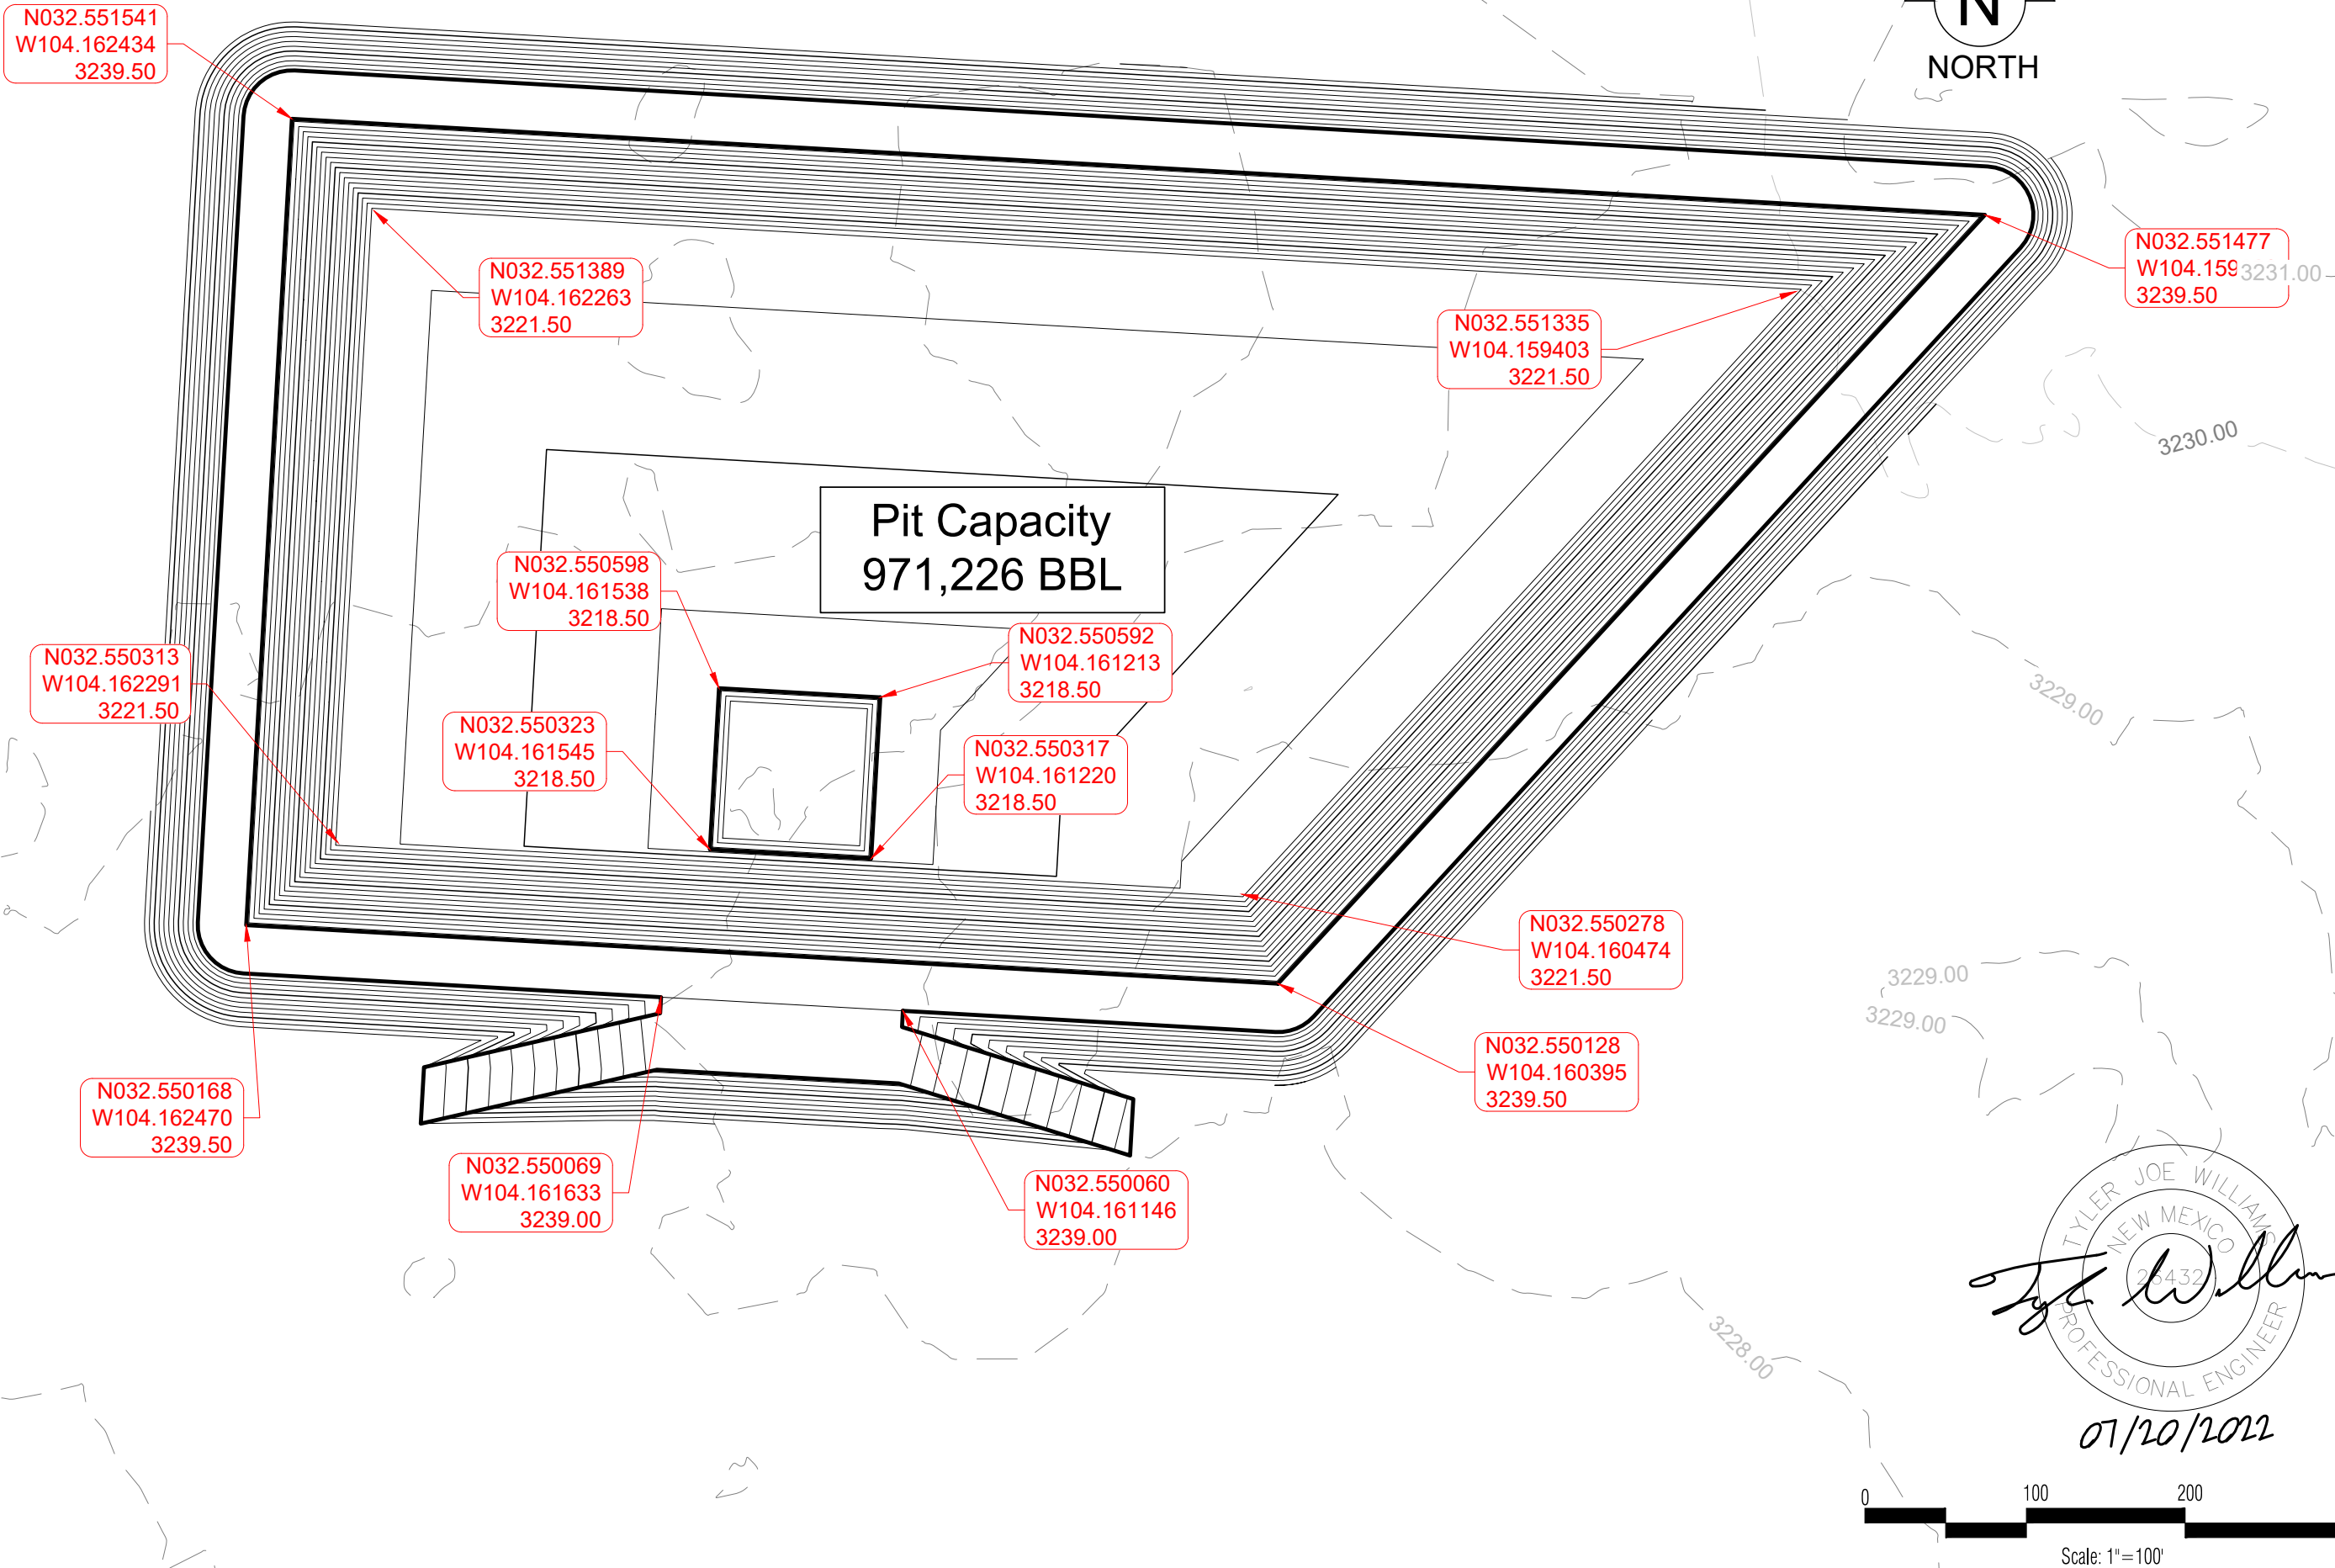 N
NORTH
N032.551541
W104.162434
3239.50
N032.551477
W104.159
3239.50
3231.00
N032.551389
W104.162263
3221.50
N032.551335
W104.159403
3221.50
3230.00
Pit Capacity
971,226 BBL
N032.550598
W104.161538
3218.50
N032.550592
W104.161213
3218.50
N032.550313
W104.162291
3221.50
N032.550323
W104.161545
3218.50
N032.550317
W104.161220
3218.50
3229.00
N032.550278
W104.160474
3221.50
3229.00
3229.00
N032.550168
W104.162470
3239.50
N032.550128
W104.160395
3239.50
N032.550069
W104.161633
3239.00
N032.550060
W104.161146
3239.00
3228.00
TYLER JOE WILLIAMS
NEW MEXICO
26432
PROFESSIONAL ENGINEER
07/20/2022
0 100 200
Scale: 1"=100'